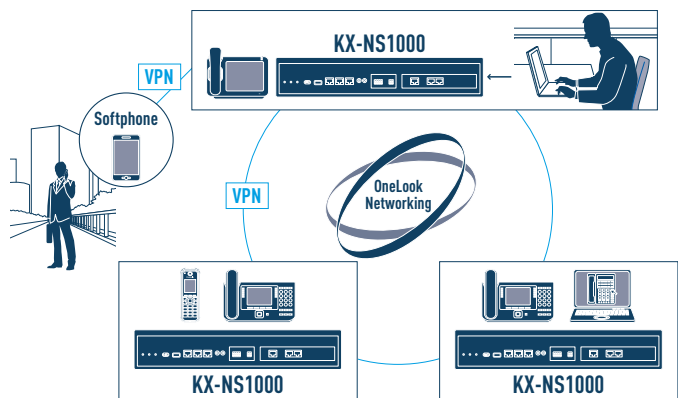 KX-NS1000
VPN
Softphone
VPN
OneLook
Networking
KX-NS1000
KX-NS1000